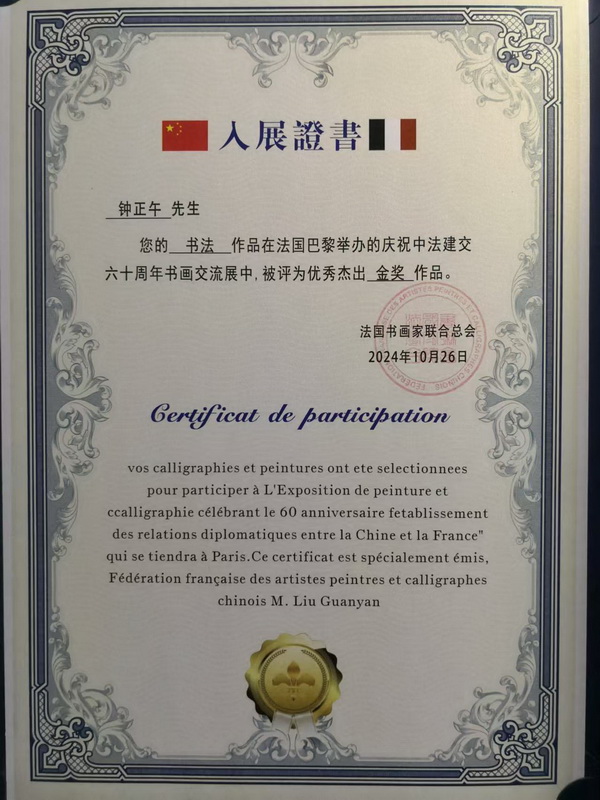 入展證書
钟正午 先生
您的 书法 作品在法国巴黎举办的庆祝中法建交
六十周年书画交流展中,被评为优秀杰出 金奖 作品。
法国书画家联合总会
2024年10月26日
Certificat de participation
vos calligraphies et peintures ont ete selectionnees
pour participer à L'Exposition de peinture et
ccalligraphie célébrant le 60 anniversaire fetablissement
des relations diplomatiques entre la Chine et la France"
qui se tiendra à Paris.Ce certificat est spécialement émis,
Fédération française des artistes peintres et calligraphes
chinois M. Liu Guanyan